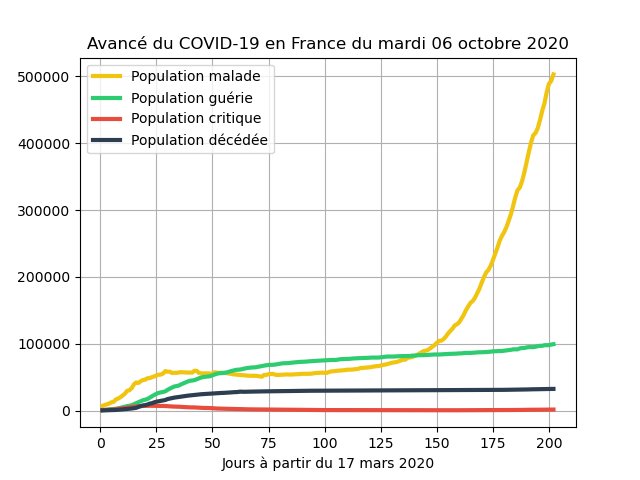 Avancé du COVID-19 en France du mardi 06 octobre 2020
Population malade
Population guérie
Population critique
Population décédée
500000
400000
300000
200000
100000
0
0 25 50 75 100 125 150 175 200
Jours à partir du 17 mars 2020